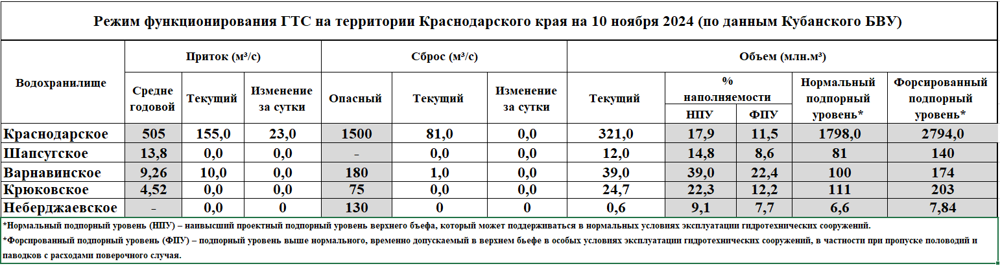 Режим функционирования ГТС на территории Краснодарского края на 10 ноября 2024 (по данным Кубанского БВУ)
Водохранилище
Приток (м³/с)
Сброс (м³/с)
Объем (млн.м³)
Средне
годовой
Текущий
Изменение
за сутки
Опасный
Текущий
Изменение
за сутки
Текущий
%
наполняемости
НПУ
ФПУ
Нормальный
подпорный
уровень*
Форсированный
подпорный
уровень*
Краснодарское 505 155,0 23,0 1500 81,0 0,0 321,0 17,9 11,5 1798,0 2794,0
Шапсугское 13,8 0,0 0,0 - 0,0 0,0 12,0 14,8 8,6 81 140
Варнавинское 9,26 10,0 0,0 180 1,0 0,0 39,0 39,0 22,4 100 174
Крюковское 4,52 0,0 0,0 75 0,0 0,0 24,7 22,3 12,2 111 203
Неберджаевское - 0,0 0 130 0 0 0,6 9,1 7,7 6,6 7,84
*Нормальный подпорный уровень (НПУ) – наивысший проектный подпорный уровень верхнего бъефа, который может поддерживаться в нормальных условиях эксплуатации гидротехнических сооружений.
*Форсированный подпорный уровень (ФПУ) – подпорный уровень выше нормального, временно допускаемый в верхнем бьефе в особых условиях эксплуатации гидротехнических сооружений, в частности при пропуске половодий и
паводков с расходами поверочного случая.